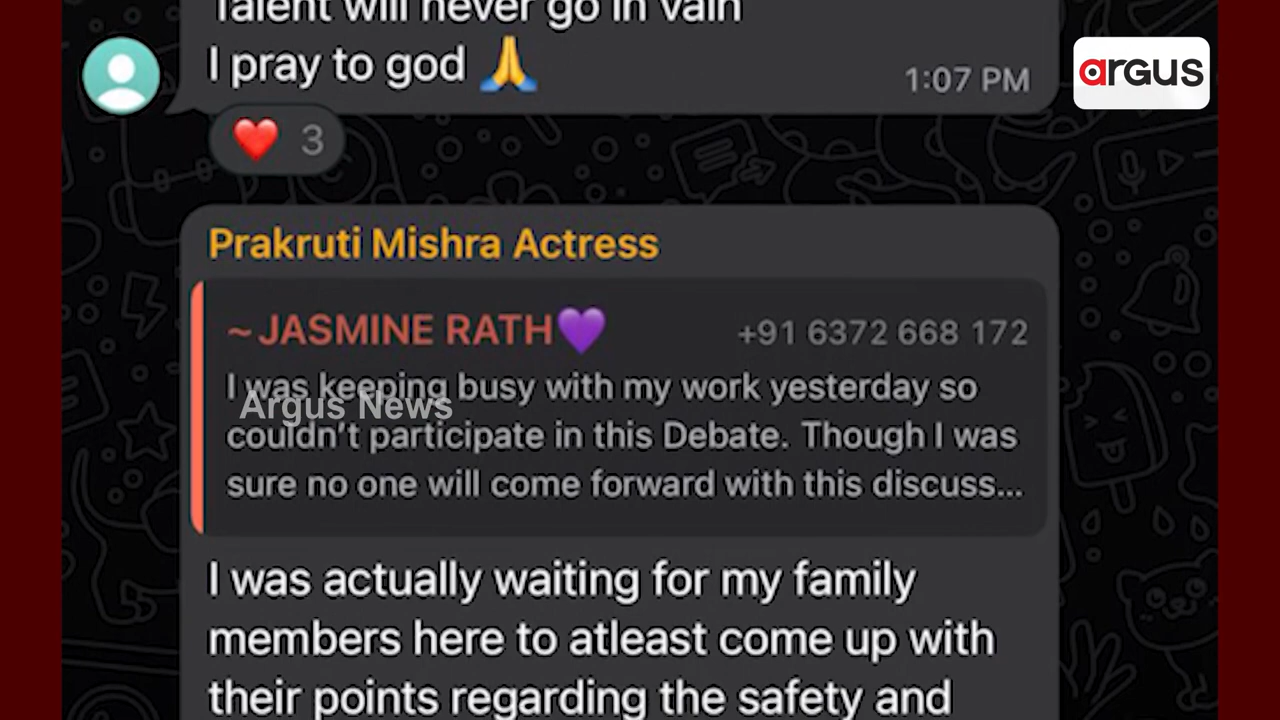 Talent will never go in vain
I pray to god 🙏
1:07 PM
argus
❤️ 3
Prakruti Mishra Actress
~JASMINE RATH💜 +91 6372 668 172
I was keeping busy with my work yesterday so
Argus News
couldn't participate in this Debate. Though I was
sure no one will come forward with this discuss...
I was actually waiting for my family
members here to atleast come up with
their points regarding the safety and